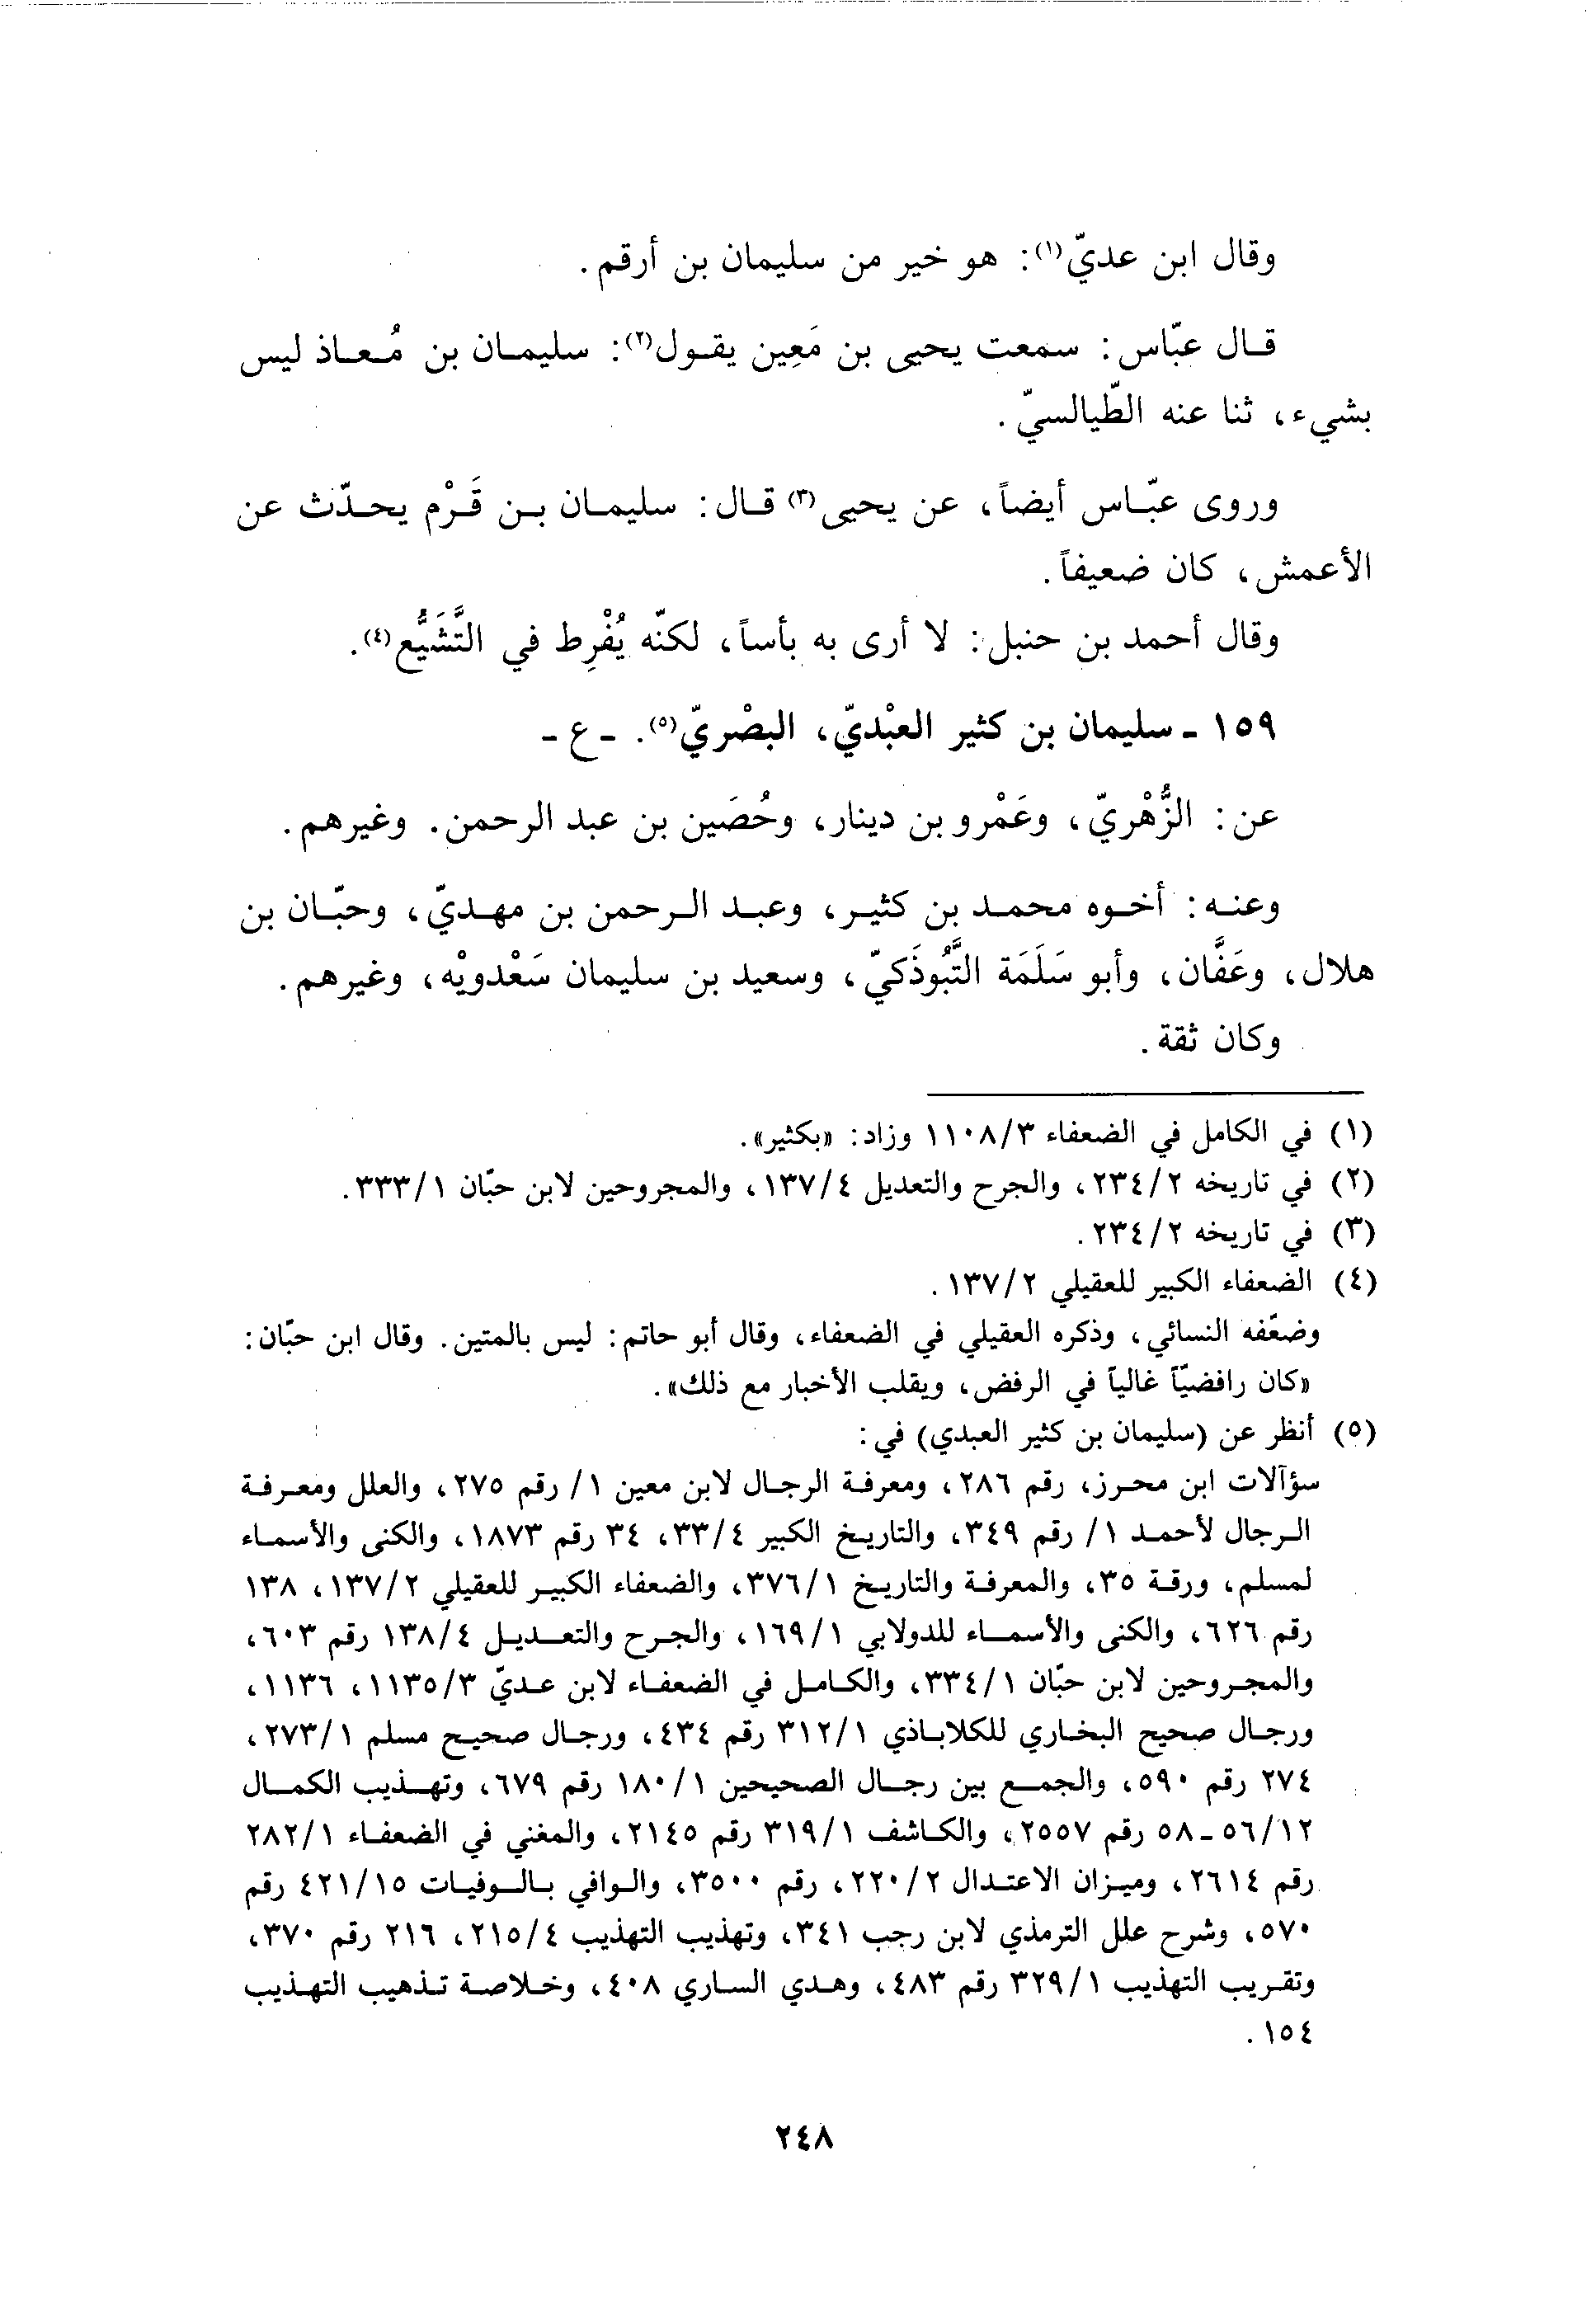 وقال ابن عديّ(١): هو خير من سليمان بن أرقم.
قال عبّاس: سمعت يحيى بن مَعِين يقول(٢): سليمان بن مُعاذ ليس
بشيء، ثنا عنه الطّيالسيّ.
وروى عبّاس أيضاً، عن يحيى(٣) قال: سليمان بن قَرْم يحدّث عن
الأعمش، كان ضعيفاً.
وقال أحمد بن حنبل: لا أرى به بأساً، لكنّه يُفْرِط في التَّشَيُّع(٤).
١٥٩ - سليمان بن كثير العبْديّ، البصْريّ(٥). - ع -
عن: الزُّهْريّ، وعَمْرو بن دينار، وحُصَين بن عبد الرحمن. وغيرهم.
وعنه: أخوه محمد بن كثير، وعبد الرحمن بن مهديّ، وحبّان بن
هلال، وعَفَّان، وأبو سَلَمَة التَّبُوذَكيّ، وسعيد بن سليمان سَعْدويْه، وغيرهم.
وكان ثقة.
(١) في الكامل في الضعفاء ١١٠٨/٣ وزاد: «بكثير».
(٢) في تاريخه ٢٣٤/٢، والجرح والتعديل ١٣٧/٤، والمجروحين لابن حبّان ٣٣٣/١.
(٣) في تاريخه ٢٣٤/٢.
(٤) الضعفاء الكبير للعقيلي ١٣٧/٢.
وضعّفه النسائي، وذكره العقيلي في الضعفاء، وقال أبو حاتم: ليس بالمتين. وقال ابن حبّان:
«كان رافضيّاً غالياً في الرفض، ويقلب الأخبار مع ذلك».
(٥) أنظر عن (سليمان بن كثير العبدي) في:
سؤآلات ابن محرز، رقم ٢٨٦، ومعرفة الرجال لابن معين ١/ رقم ٢٧٥، والعلل ومعرفة
الرجال لأحمد ١/ رقم ٣٤٩، والتاريخ الكبير ٣٣/٤، ٣٤ رقم ١٨٧٣، والكنى والأسماء
لمسلم، ورقة ٣٥، والمعرفة والتاريخ ٣٧٦/١، والضعفاء الكبير للعقيلي ١٣٧/٢، ١٣٨
رقم ٦٢٦، والكنى والأسماء للدولابي ١٦٩/١، والجرح والتعديل ١٣٨/٤ رقم ٦٠٣،
والمجروحين لابن حبّان ٣٣٤/١، والكامل في الضعفاء لابن عديّ ١١٣٥/٣، ١١٣٦،
ورجال صحيح البخاري للكلاباذي ٣١٢/١ رقم ٤٣٤، ورجال صحيح مسلم ٢٧٣/١،
٢٧٤ رقم ٥٩٠، والجمع بين رجال الصحيحين ١٨٠/١ رقم ٦٧٩، وتهذيب الكمال
٥٦/١٢ - ٥٨ رقم ٢٥٥٧، والكاشف ٣١٩/١ رقم ٢١٤٥، والمغني في الضعفاء ٢٨٢/١
رقم ٢٦١٤، وميزان الاعتدال ٢٢٠/٢، رقم ٣٥٠٠، والوافي بالوفيات ٤٢١/١٥ رقم
٥٧٠، وشرح علل الترمذي لابن رجب ٣٤١، وتهذيب التهذيب ٢١٥/٤، ٢١٦ رقم ٣٧٠،
وتقريب التهذيب ٣٢٩/١ رقم ٤٨٣، وهدي الساري ٤٠٨، وخلاصة تذهيب التهذيب
١٥٤.
٢٤٨